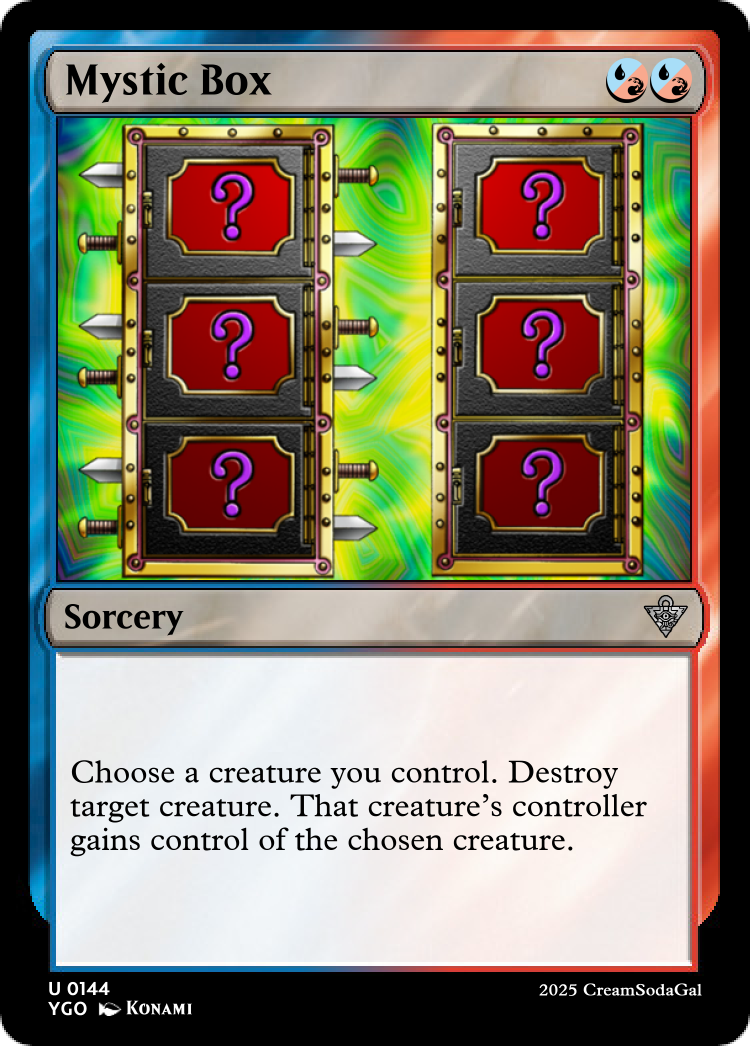 Mystic Box
? ?
? ?
? ?
Sorcery
Choose a creature you control. Destroy
target creature. That creature's controller
gains control of the chosen creature.
U 0144
YGO KONAMI
2025 CreamSodaGal